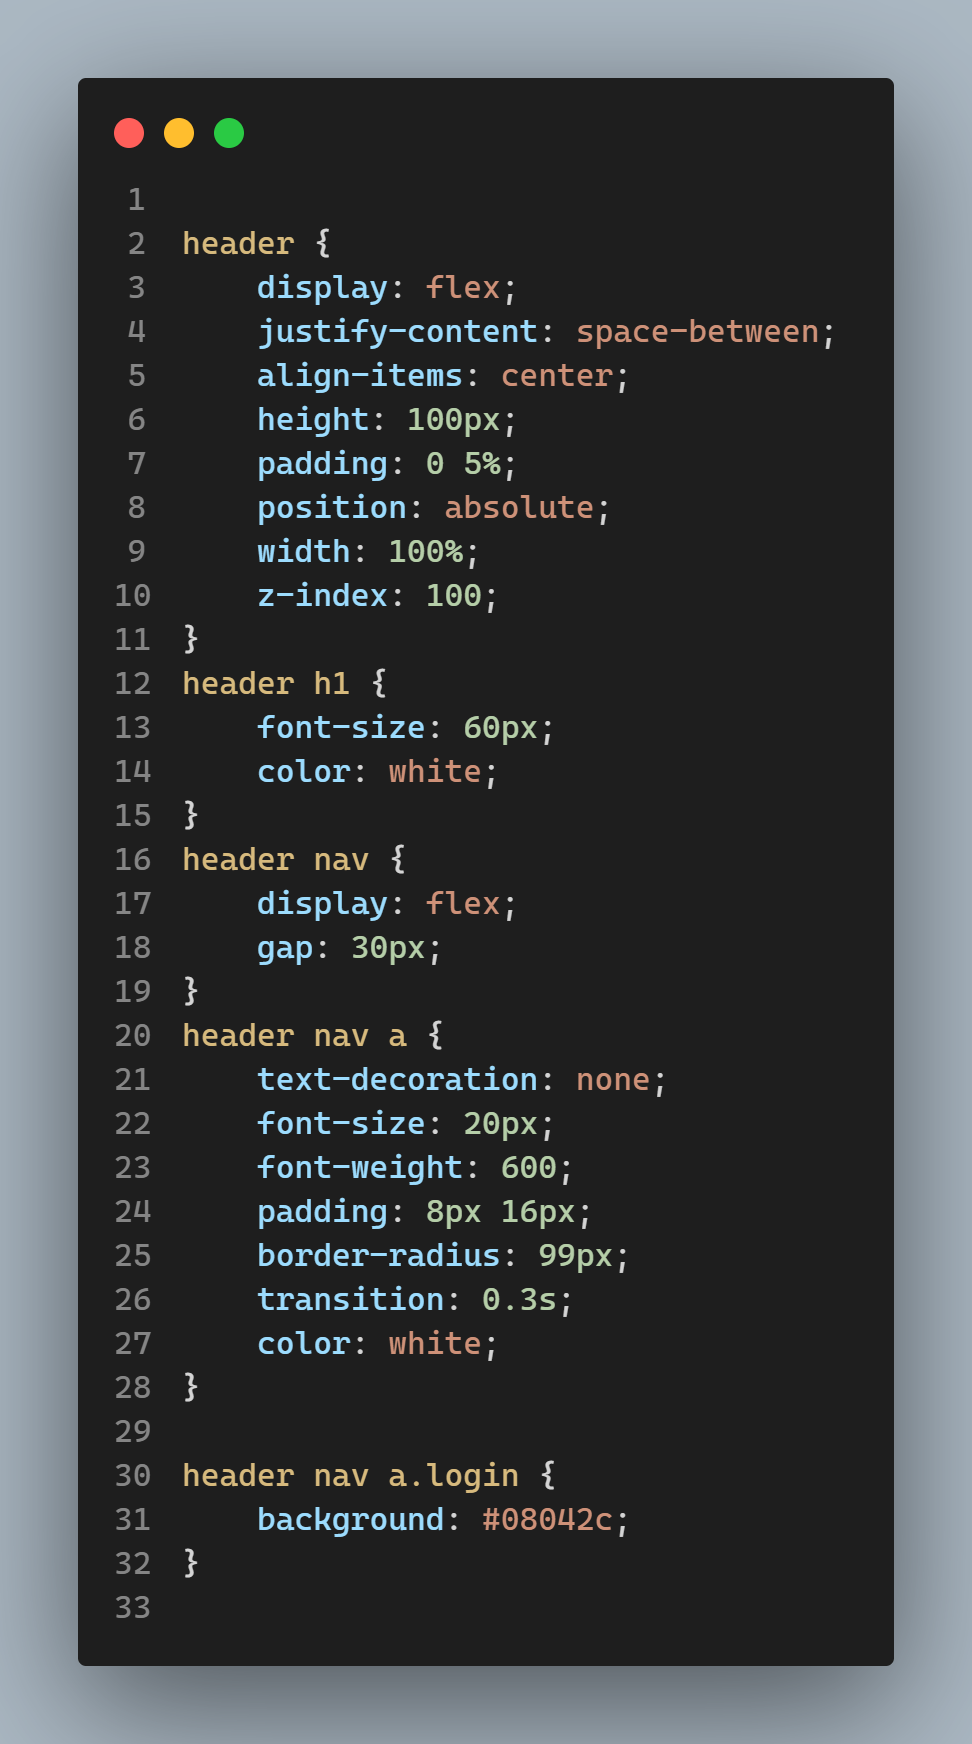 1
2 header {
3     display: flex;
4     justify-content: space-between;
5     align-items: center;
6     height: 100px;
7     padding: 0 5%;
8     position: absolute;
9     width: 100%;
10     z-index: 100;
11 }
12 header h1 {
13     font-size: 60px;
14     color: white;
15 }
16 header nav {
17     display: flex;
18     gap: 30px;
19 }
20 header nav a {
21     text-decoration: none;
22     font-size: 20px;
23     font-weight: 600;
24     padding: 8px 16px;
25     border-radius: 99px;
26     transition: 0.3s;
27     color: white;
28 }
29
30 header nav a.login {
31     background: #08042c;
32 }
33